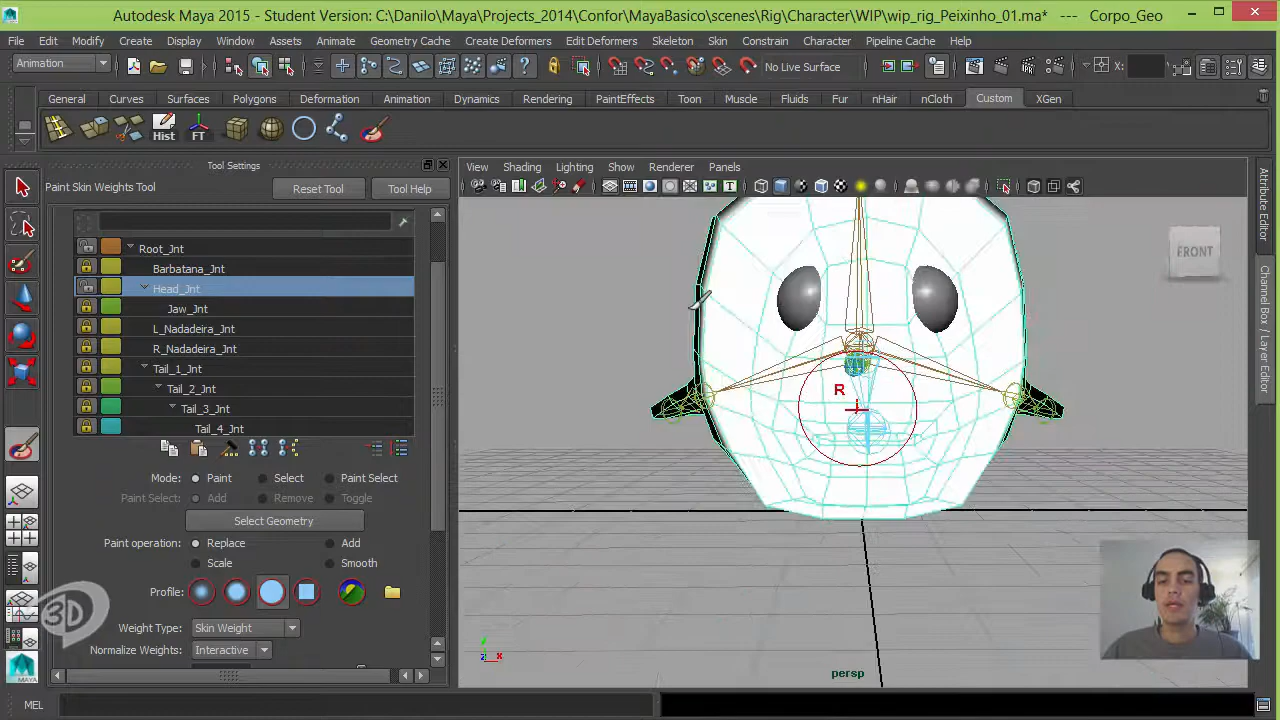 Autodesk Maya 2015 - Student Version: C:\Danilo\Maya\Projects_2014\Confor\MayaBasico\scenes\Rig\Character\WIP\wip_rig_Peixinho_01.ma* --- Corpo_Geo
File Edit Modify Create Display Window Assets Animate Geometry Cache Create Deformers Edit Deformers Skeleton Skin Constrain Character Pipeline Cache Help
Animation No Live Surface X:
General Curves Surfaces Polygons Deformation Animation Dynamics Rendering PaintEffects Toon Muscle Fluids Fur nHair nCloth Custom XGen
Hist FT
Tool Settings
Paint Skin Weights Tool Reset Tool Tool Help
View Shading Lighting Show Renderer Panels
Root_Jnt
Barbatana_Jnt
Head_Jnt
Jaw_Jnt
L_Nadadeira_Jnt
R_Nadadeira_Jnt
Tail_1_Jnt
Tail_2_Jnt
Tail_3_Jnt
Tail_4_Jnt
Mode: Paint Select Paint Select
Paint Select: Add Remove Toggle
Select Geometry
Paint operation: Replace Add
Scale Smooth
Profile:
Weight Type: Skin Weight
Normalize Weights: Interactive
FRONT
R
persp
Attribute Editor
Channel Box / Layer Editor
3D
MAYA
MEL